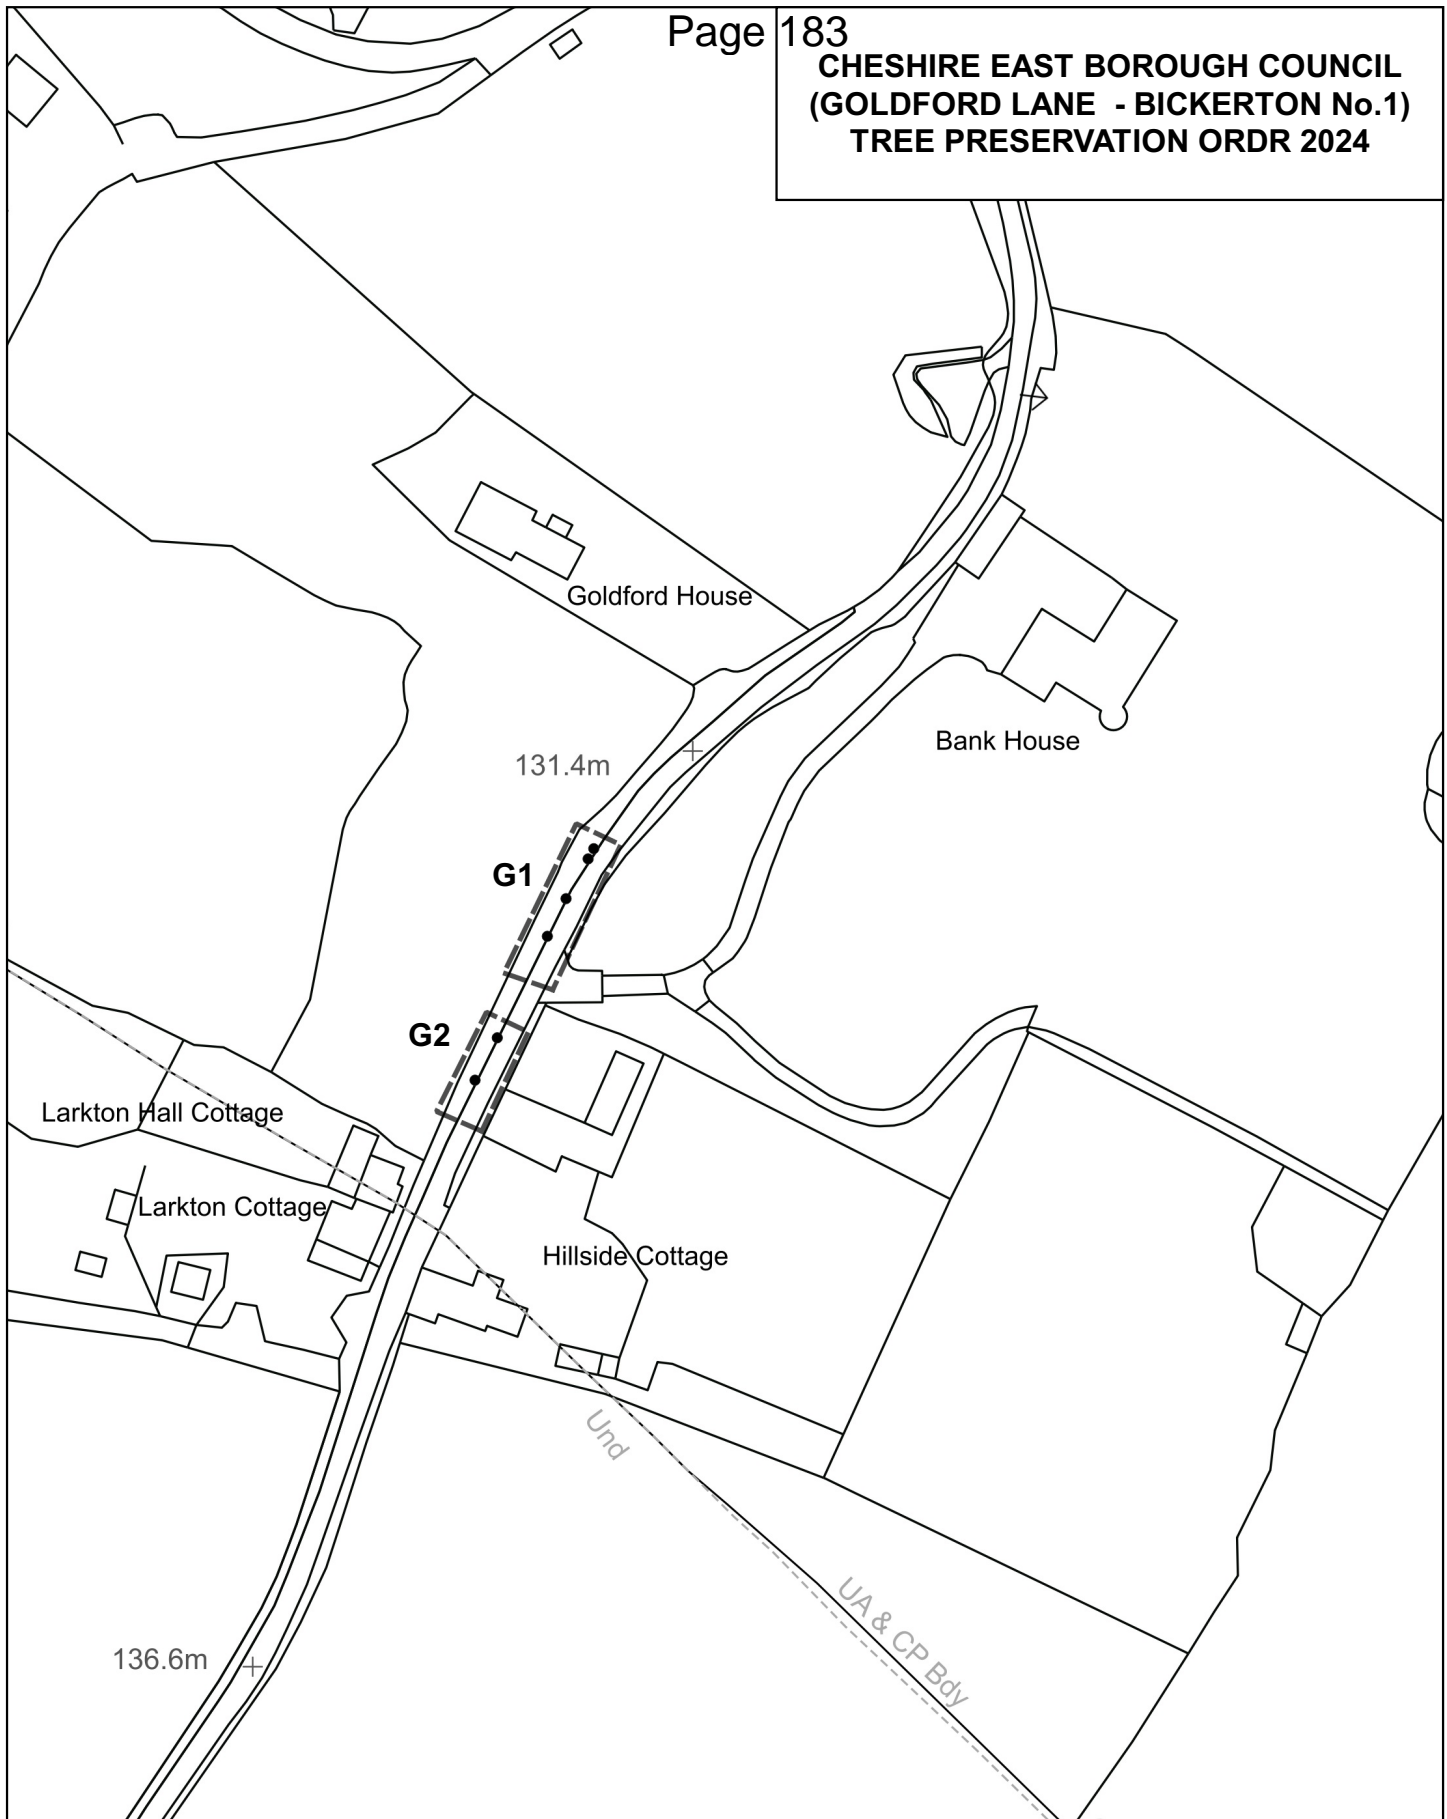 Page 183
CHESHIRE EAST BOROUGH COUNCIL
(GOLDFORD LANE - BICKERTON No.1)
TREE PRESERVATION ORDR 2024
Goldford House
Bank House
131.4m
G1
G2
Larkton Hall Cottage
Larkton Cottage
Hillside Cottage
Und
UA & CP Bdy
136.6m